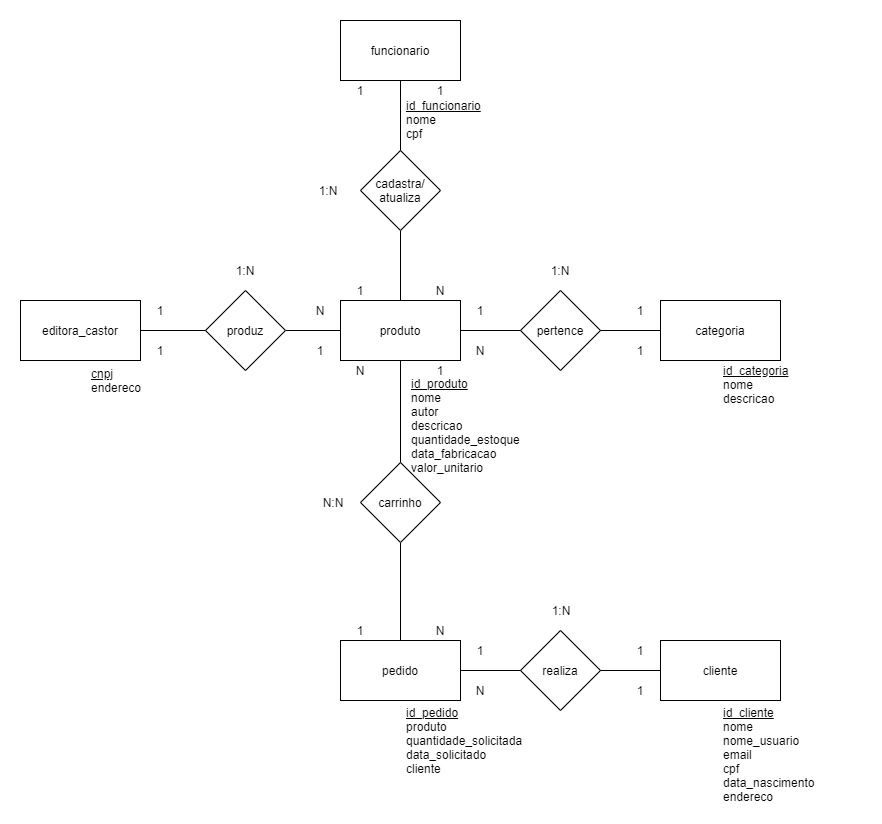 funcionario
1 1
id_funcionario
nome
cpf
cadastra/
atualiza
1:N
1 N
1:N
1:N
editora_castor
1 N
produz
1 1
cnpj
endereco
produto
1 1
pertence
N 1
categoria
id_categoria
nome
descricao
N 1
id_produto
nome
autor
descricao
quantidade_estoque
data_fabricacao
valor_unitario
N:N
carrinho
1 N
1:N
pedido
1 1
realiza
N 1
cliente
id_pedido
produto
quantidade_solicitada
data_solicitado
cliente
id_cliente
nome
nome_usuario
email
cpf
data_nascimento
endereco